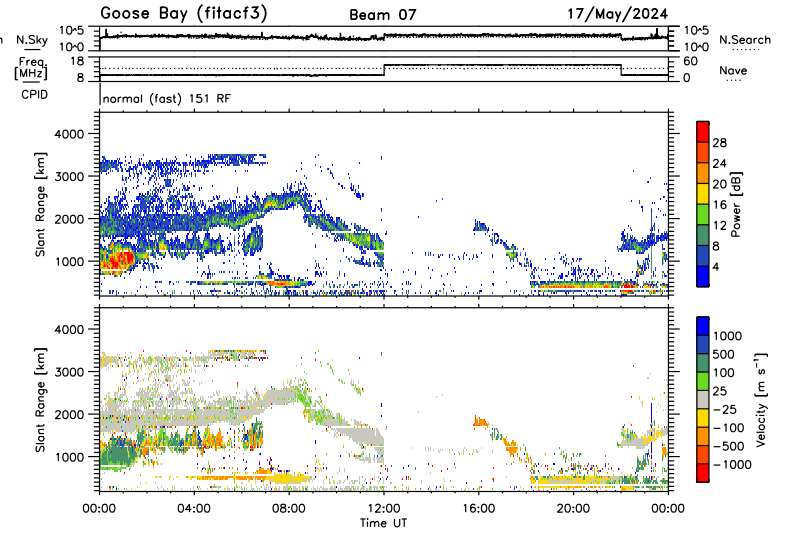 Goose Bay (fitacf3) Beam 07 17/May/2024
N.Sky 10^5 10^0 10^5 10^0 N.Search
Freq. [MHz] 18 8 60 0 Nave
CPID normal (fast) 151 RF
Slant Range [km] 4000 3000 2000 1000
28 24 20 16 12 8 4 Power [dB]
Slant Range [km] 4000 3000 2000 1000
1000 500 100 25 −25 −100 −500 −1000 Velocity [m s⁻¹]
00:00 04:00 08:00 12:00 16:00 20:00 00:00
Time UT